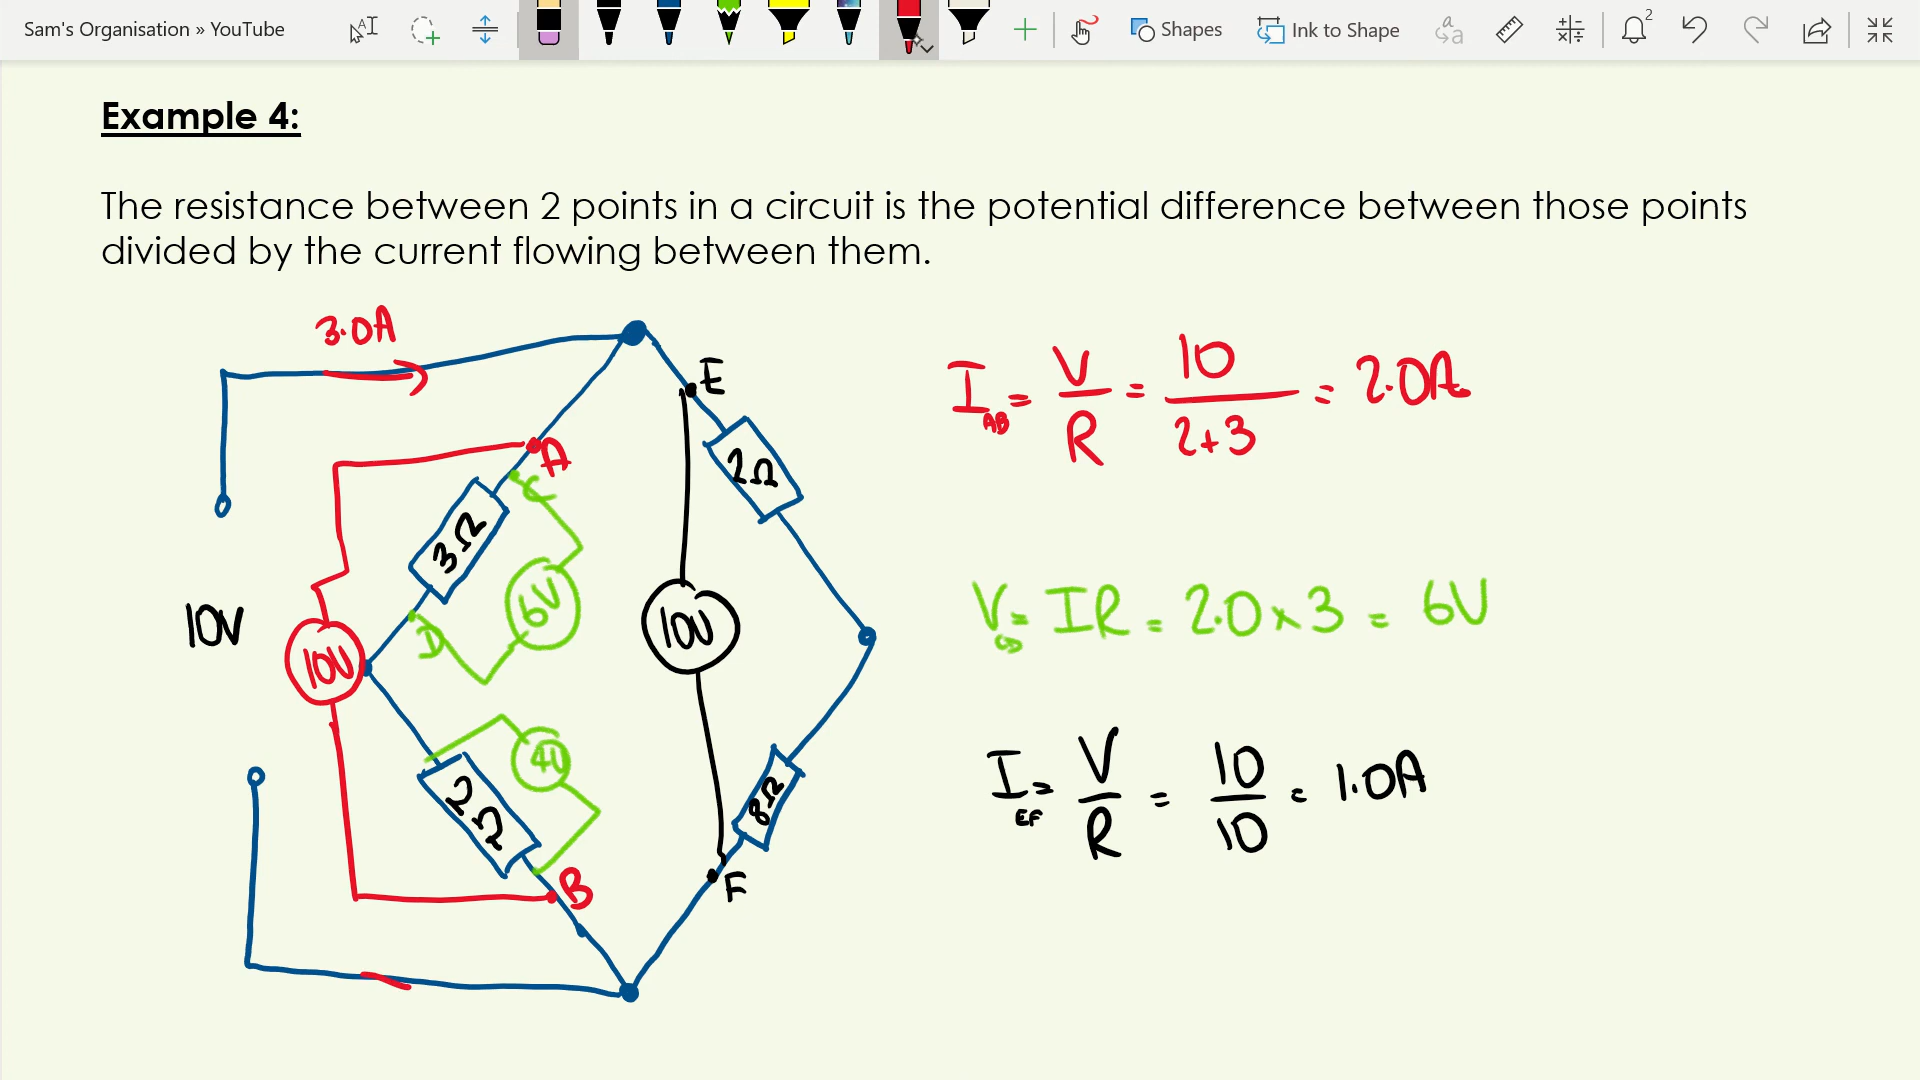 Sam's Organisation » YouTube
Shapes
Ink to Shape
2
Example 4:
The resistance between 2 points in a circuit is the potential difference between those points
divided by the current flowing between them.
3.0A
E
A
2Ω
C
3Ω
6V
10V
10V
D
10V
4V
2Ω
8Ω
B
F
I_AB = V/R = 10/(2+3) = 2.0A
V_CD = IR = 2.0 × 3 = 6V
I_EF = V/R = 10/10 = 1.0A